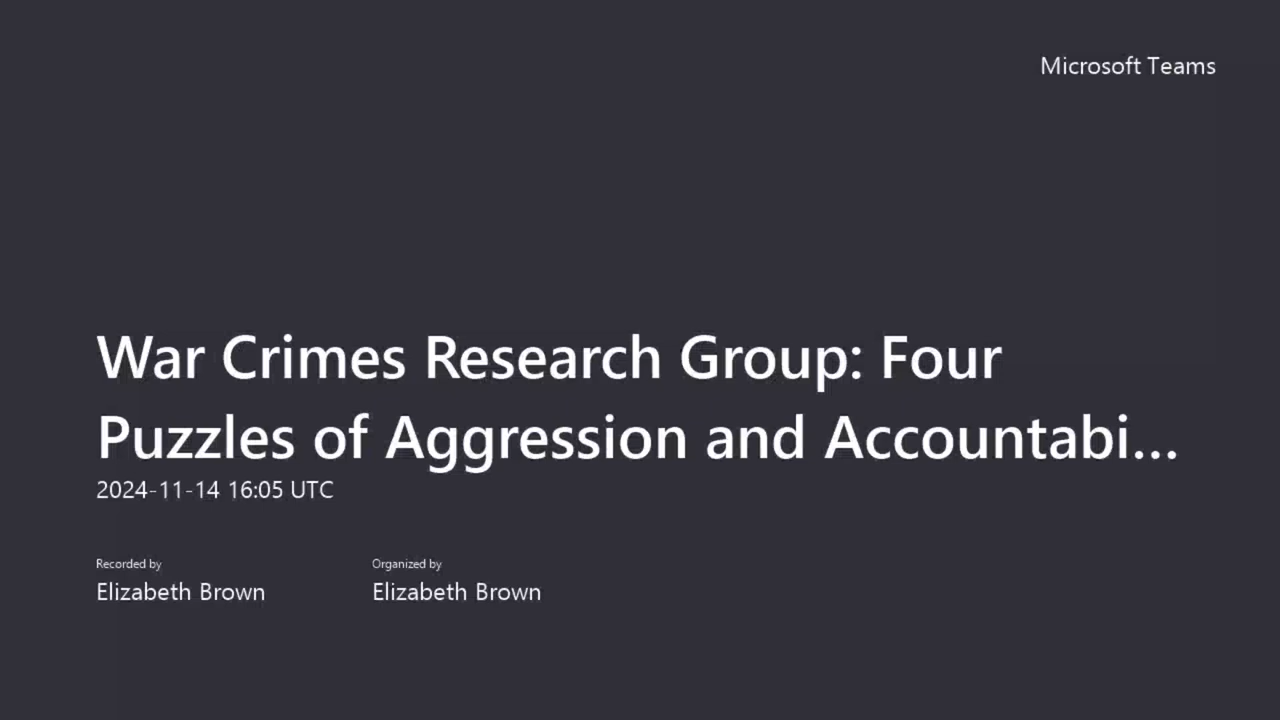 Microsoft Teams
War Crimes Research Group: Four
Puzzles of Aggression and Accountabi...
2024-11-14 16:05 UTC
Recorded by
Elizabeth Brown
Organized by
Elizabeth Brown